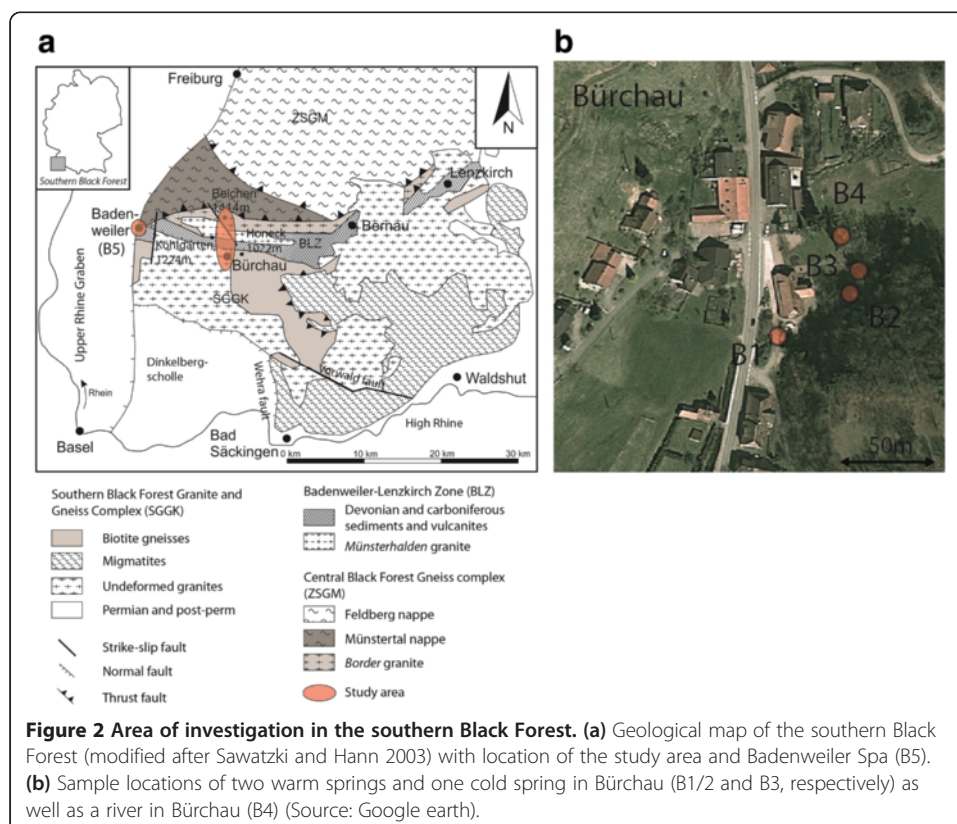 a
b
Freiburg
ZSGM
N
Southern Black Forest
Lenzkirch
Belchen
1414m
Baden-
weiler
(B5)
Kohlgarten
1224m
Honeck
1022m
BLZ
Bernau
Bürchau
SGGK
Upper Rhine Graben
Dinkelberg-
scholle
Wehra fault
Vorwald fault
Waldshut
Rhein
High Rhine
Basel
Bad
Säckingen
0 km
10 km
20 km
30 km
Bürchau
B4
B3
B2
B1
50m
Southern Black Forest Granite and
Gneiss Complex (SGGK)
Biotite gneisses
Migmatites
Undeformed granites
Permian and post-perm
Strike-slip fault
Normal fault
Thrust fault
Badenweiler-Lenzkirch Zone (BLZ)
Devonian and carboniferous
sediments and vulcanites
Münsterhalden granite
Central Black Forest Gneiss complex
(ZSGM)
Feldberg nappe
Münstertal nappe
Border granite
Study area
Figure 2 Area of investigation in the southern Black Forest. (a) Geological map of the southern Black
Forest (modified after Sawatzki and Hann 2003) with location of the study area and Badenweiler Spa (B5).
(b) Sample locations of two warm springs and one cold spring in Bürchau (B1/2 and B3, respectively) as
well as a river in Bürchau (B4) (Source: Google earth).